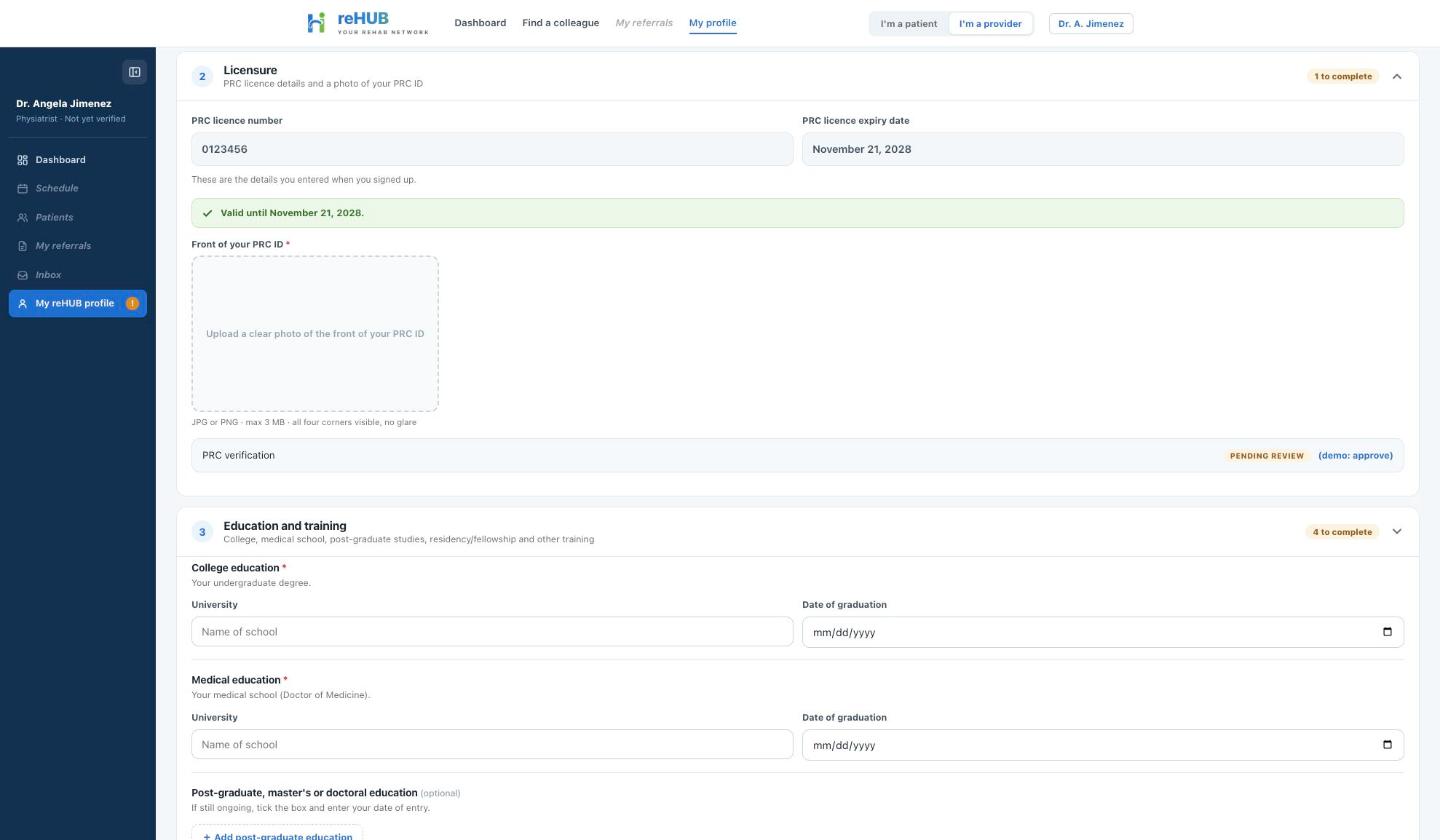 reHUB
YOUR REHAB NETWORK
Dashboard
Find a colleague
My referrals
My profile
I'm a patient
I'm a provider
Dr. A. Jimenez
Dr. Angela Jimenez
Physiatrist · Not yet verified
Dashboard
Schedule
Patients
My referrals
Inbox
My reHUB profile
!
2
Licensure
PRC licence details and a photo of your PRC ID
1 to complete
PRC licence number
PRC licence expiry date
0123456
November 21, 2028
These are the details you entered when you signed up.
Valid until November 21, 2028.
Front of your PRC ID *
Upload a clear photo of the front of your PRC ID
JPG or PNG · max 3 MB · all four corners visible, no glare
PRC verification
PENDING REVIEW
(demo: approve)
3
Education and training
College, medical school, post-graduate studies, residency/fellowship and other training
4 to complete
College education *
Your undergraduate degree.
University
Date of graduation
Name of school
mm/dd/yyyy
Medical education *
Your medical school (Doctor of Medicine).
University
Date of graduation
Name of school
mm/dd/yyyy
Post-graduate, master's or doctoral education (optional)
If still ongoing, tick the box and enter your date of entry.
+ Add post-graduate education